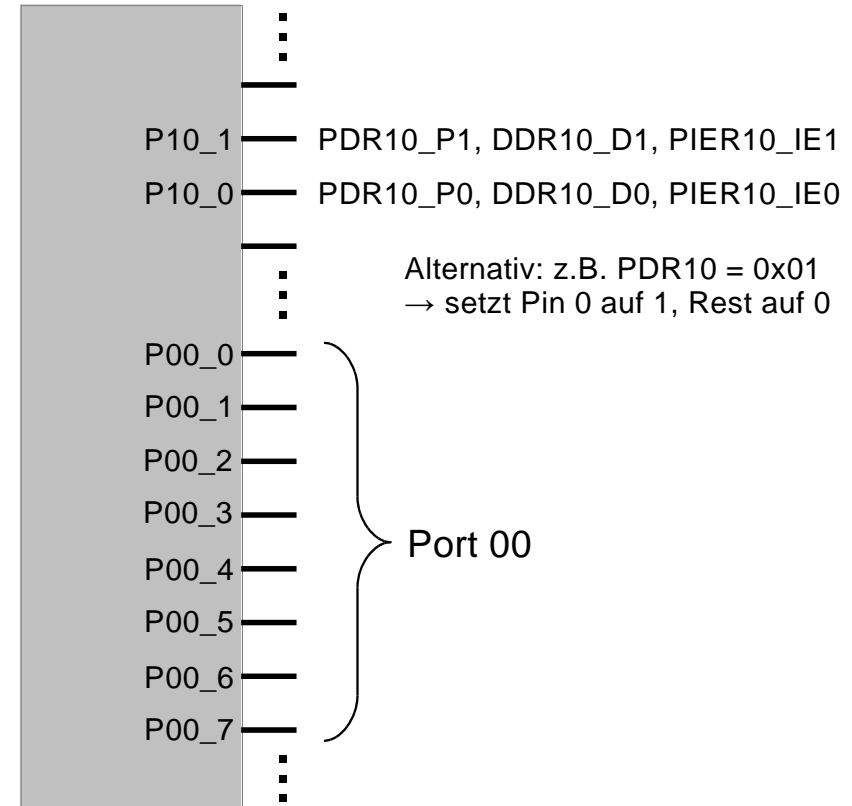 P10_1 PDR10_P1, DDR10_D1, PIER10_IE1
P10_0 PDR10_P0, DDR10_D0, PIER10_IE0
Alternativ: z.B. PDR10 = 0x01
→ setzt Pin 0 auf 1, Rest auf 0
P00_0
P00_1
P00_2
P00_3
P00_4
P00_5
P00_6
P00_7
Port 00